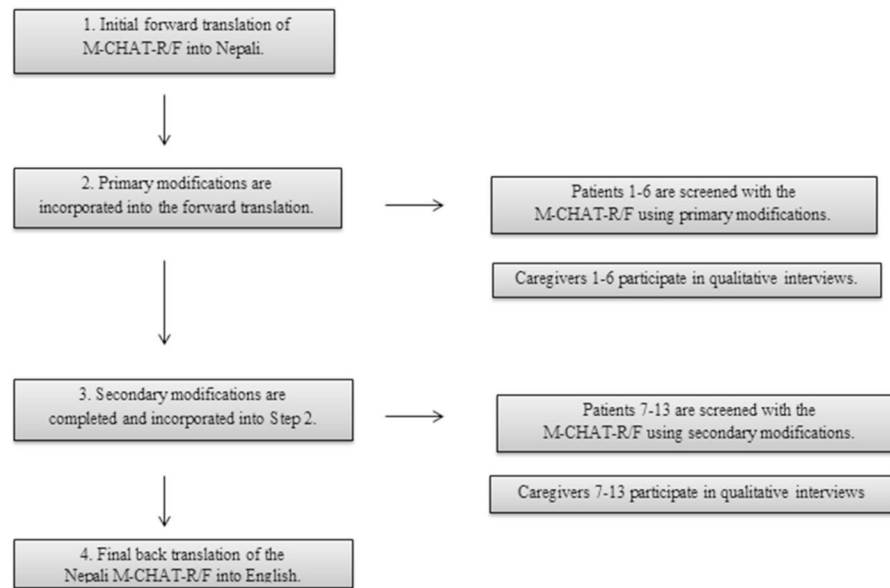 1. Initial forward translation of
M-CHAT-R/F into Nepali.
2. Primary modifications are
incorporated into the forward translation.
Patients 1-6 are screened with the
M-CHAT-R/F using primary modifications.
Caregivers 1-6 participate in qualitative interviews.
3. Secondary modifications are
completed and incorporated into Step 2.
Patients 7-13 are screened with the
M-CHAT-R/F using secondary modifications.
Caregivers 7-13 participate in qualitative interviews
4. Final back translation of the
Nepali M-CHAT-R/F into English.